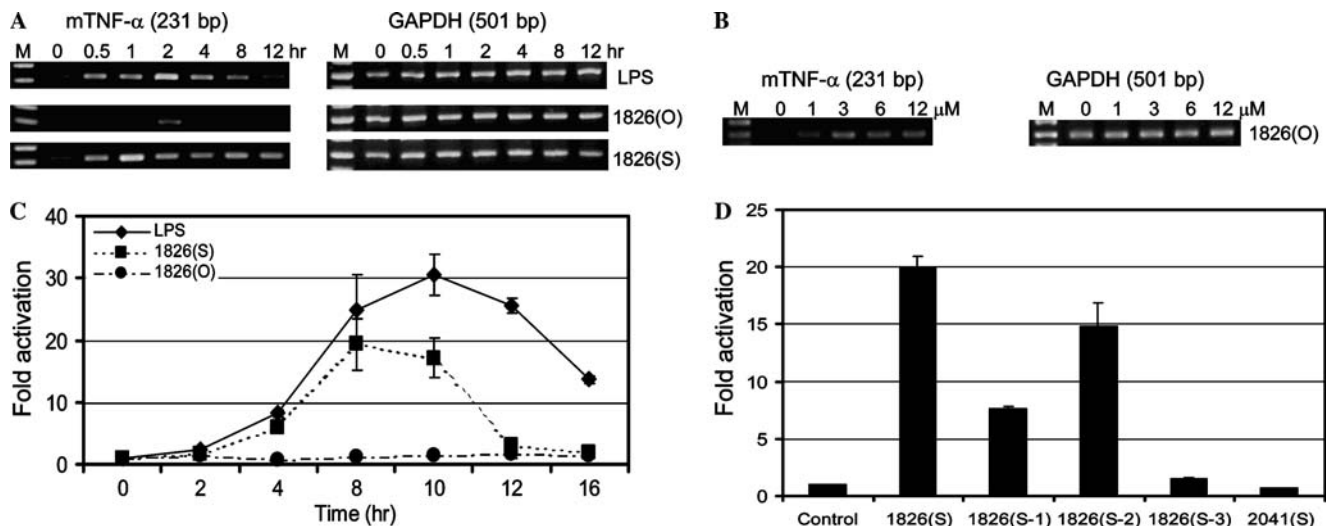 A
mTNF-α (231 bp)
GAPDH (501 bp)
M 0 0.5 1 2 4 8 12 hr
M 0 0.5 1 2 4 8 12 hr
LPS
1826(O)
1826(S)
B
mTNF-α (231 bp)
GAPDH (501 bp)
M 0 1 3 6 12 μM
M 0 1 3 6 12 μM
1826(O)
C
Fold activation
40
30
20
10
0
LPS
1826(S)
1826(O)
0 2 4 8 10 12 16
Time (hr)
D
Fold activation
25
20
15
10
5
0
Control 1826(S) 1826(S-1) 1826(S-2) 1826(S-3) 2041(S)